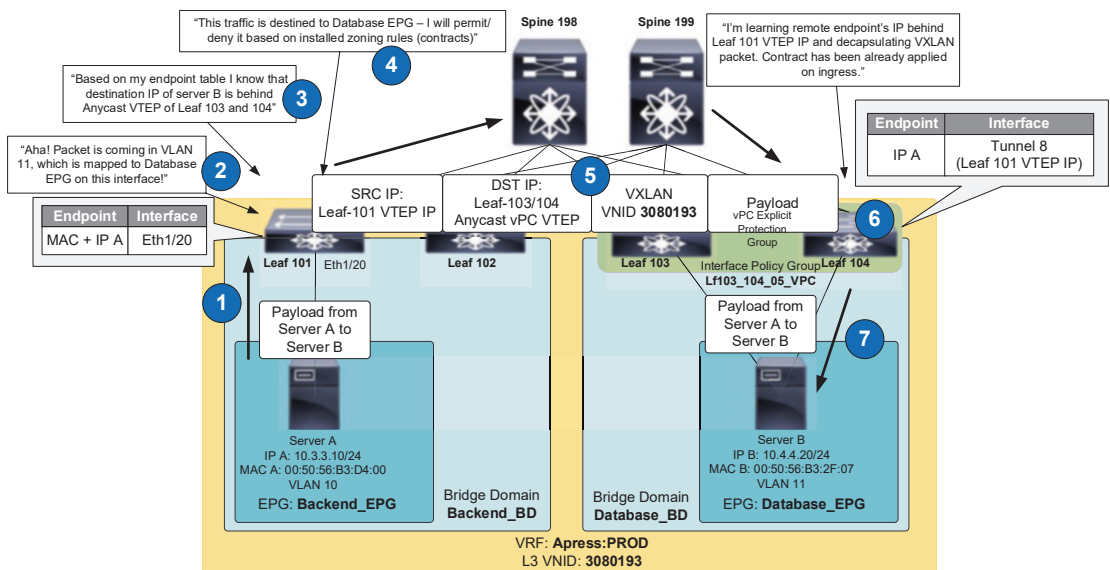 “This traffic is destined to Database EPG – I will permit/
deny it based on installed zoning rules (contracts)”
4
Spine 198
Spine 199
“I’m learning remote endpoint’s IP behind
Leaf 101 VTEP IP and decapsulating VXLAN
packet. Contract has been already applied
on ingress.”
“Based on my endpoint table I know that
destination IP of server B is behind
Anycast VTEP of Leaf 103 and 104”
3
“Aha! Packet is coming in VLAN
11, which is mapped to Database
EPG on this interface!”
2
Endpoint Interface
IP A Tunnel 8
(Leaf 101 VTEP IP)
Endpoint Interface
MAC + IP A Eth1/20
5
SRC IP:
Leaf-101 VTEP IP
DST IP:
Leaf-103/104
Anycast vPC VTEP
VXLAN
VNID 3080193
Payload
vPC Explicit
Protection
Group
6
Leaf 101
Eth1/20
Leaf 102
Leaf 103
Leaf 104
Interface Policy Group
Lf103_104_05_VPC
1
Payload from
Server A to
Server B
Payload from
Server A to
Server B
7
Server A
IP A: 10.3.3.10/24
MAC A: 00:50:56:B3:D4:00
VLAN 10
EPG: Backend_EPG
Bridge Domain
Backend_BD
Bridge Domain
Database_BD
Server B
IP B: 10.4.4.20/24
MAC B: 00:50:56:B3:2F:07
VLAN 11
EPG: Database_EPG
VRF: Apress:PROD
L3 VNID: 3080193